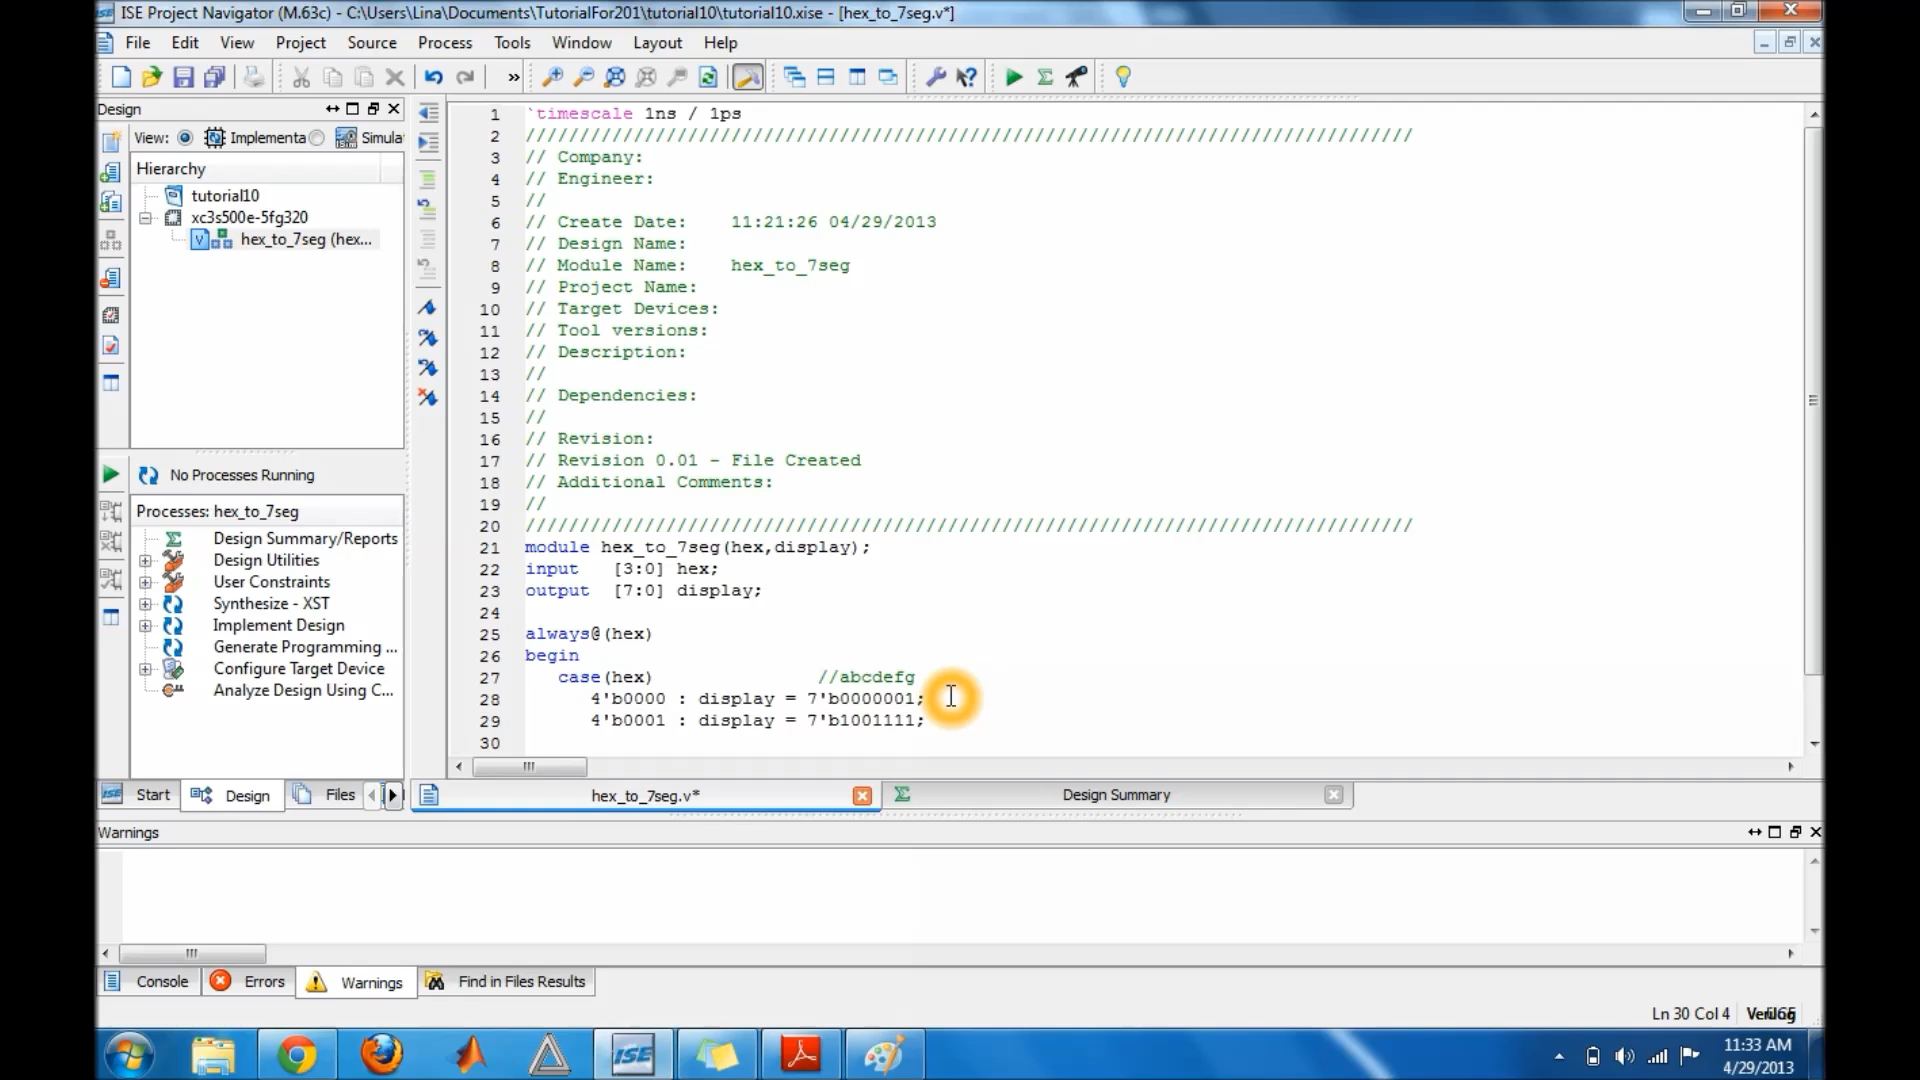 ISE Project Navigator (M.63c) - C:\Users\Lina\Documents\TutorialFor201\tutorial10\tutorial10.xise - [hex_to_7seg.v*]
File Edit View Project Source Process Tools Window Layout Help
»
Design
View: Implementa Simula
Hierarchy
tutorial10
xc3s500e-5fg320
hex_to_7seg (hex...
No Processes Running
Processes: hex_to_7seg
Design Summary/Reports
Design Utilities
User Constraints
Synthesize - XST
Implement Design
Generate Programming ...
Configure Target Device
Analyze Design Using C...
Start Design Files
1 `timescale 1ns / 1ps
2 //////////////////////////////////////////////////////////////////////////////////
3 // Company:
4 // Engineer:
5 //
6 // Create Date: 11:21:26 04/29/2013
7 // Design Name:
8 // Module Name: hex_to_7seg
9 // Project Name:
10 // Target Devices:
11 // Tool versions:
12 // Description:
13 //
14 // Dependencies:
15 //
16 // Revision:
17 // Revision 0.01 - File Created
18 // Additional Comments:
19 //
20 //////////////////////////////////////////////////////////////////////////////////
21 module hex_to_7seg(hex,display);
22 input [3:0] hex;
23 output [7:0] display;
24
25 always@(hex)
26 begin
27 case(hex) //abcdefg
28 4'b0000 : display = 7'b0000001;
29 4'b0001 : display = 7'b1001111;
30
hex_to_7seg.v* Design Summary
Warnings
Console Errors Warnings Find in Files Results
Ln 30 Col 4
ISE
11:33 AM
4/29/2013